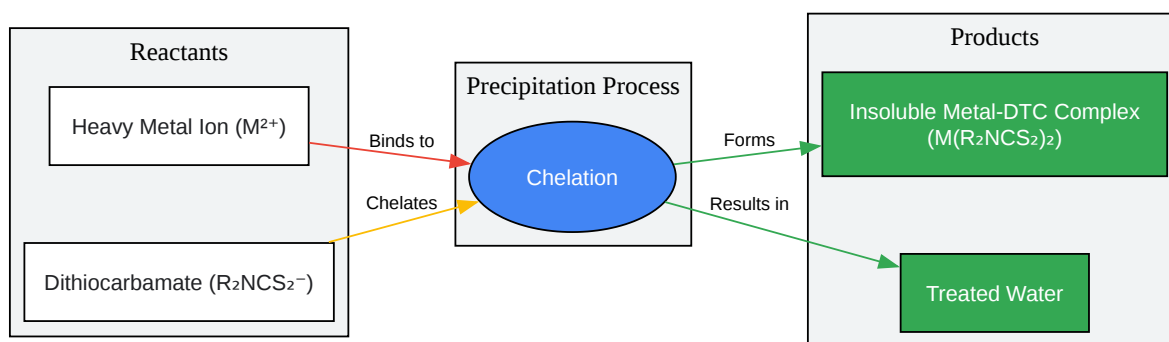 Reactants
Heavy Metal Ion (M²⁺)
Dithiocarbamate (R₂NCS₂⁻)
Binds to
Chelates
Precipitation Process
Chelation
Forms
Results in
Products
Insoluble Metal-DTC Complex
(M(R₂NCS₂)₂)
Treated Water